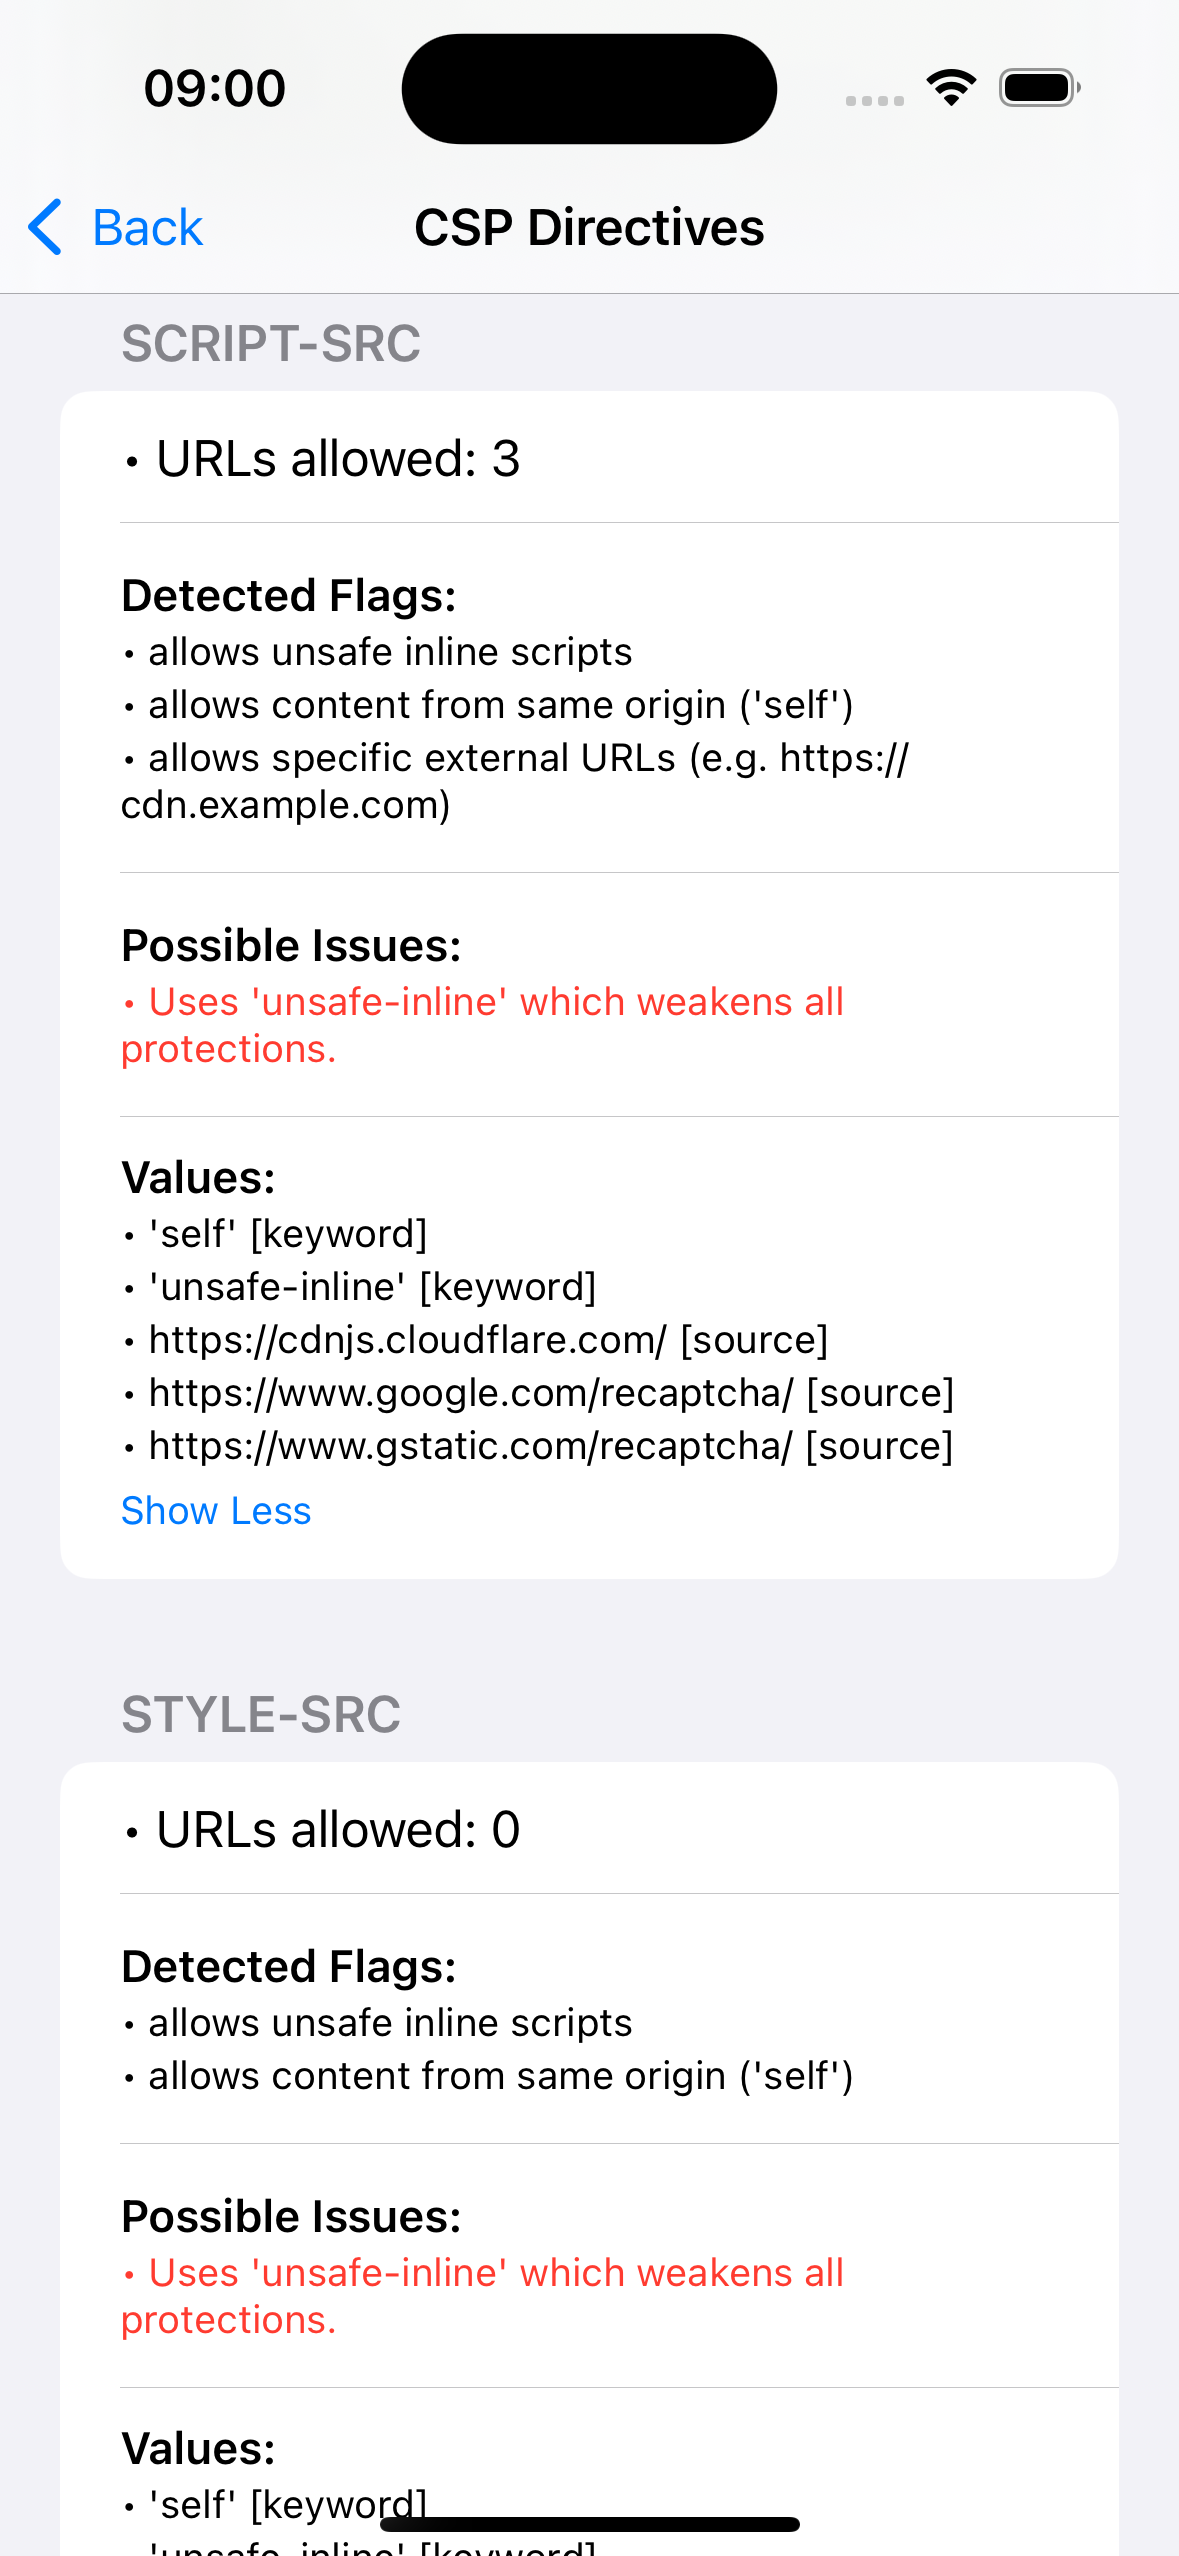 09:00
Back
CSP Directives
SCRIPT-SRC
• URLs allowed: 3
Detected Flags:
• allows unsafe inline scripts
• allows content from same origin ('self')
• allows specific external URLs (e.g. https://
cdn.example.com)
Possible Issues:
• Uses 'unsafe-inline' which weakens all
protections.
Values:
• 'self' [keyword]
• 'unsafe-inline' [keyword]
• https://cdnjs.cloudflare.com/ [source]
• https://www.google.com/recaptcha/ [source]
• https://www.gstatic.com/recaptcha/ [source]
Show Less
STYLE-SRC
• URLs allowed: 0
Detected Flags:
• allows unsafe inline scripts
• allows content from same origin ('self')
Possible Issues:
• Uses 'unsafe-inline' which weakens all
protections.
Values:
• 'self' [keyword]
'unsafe-inline' [keyword]